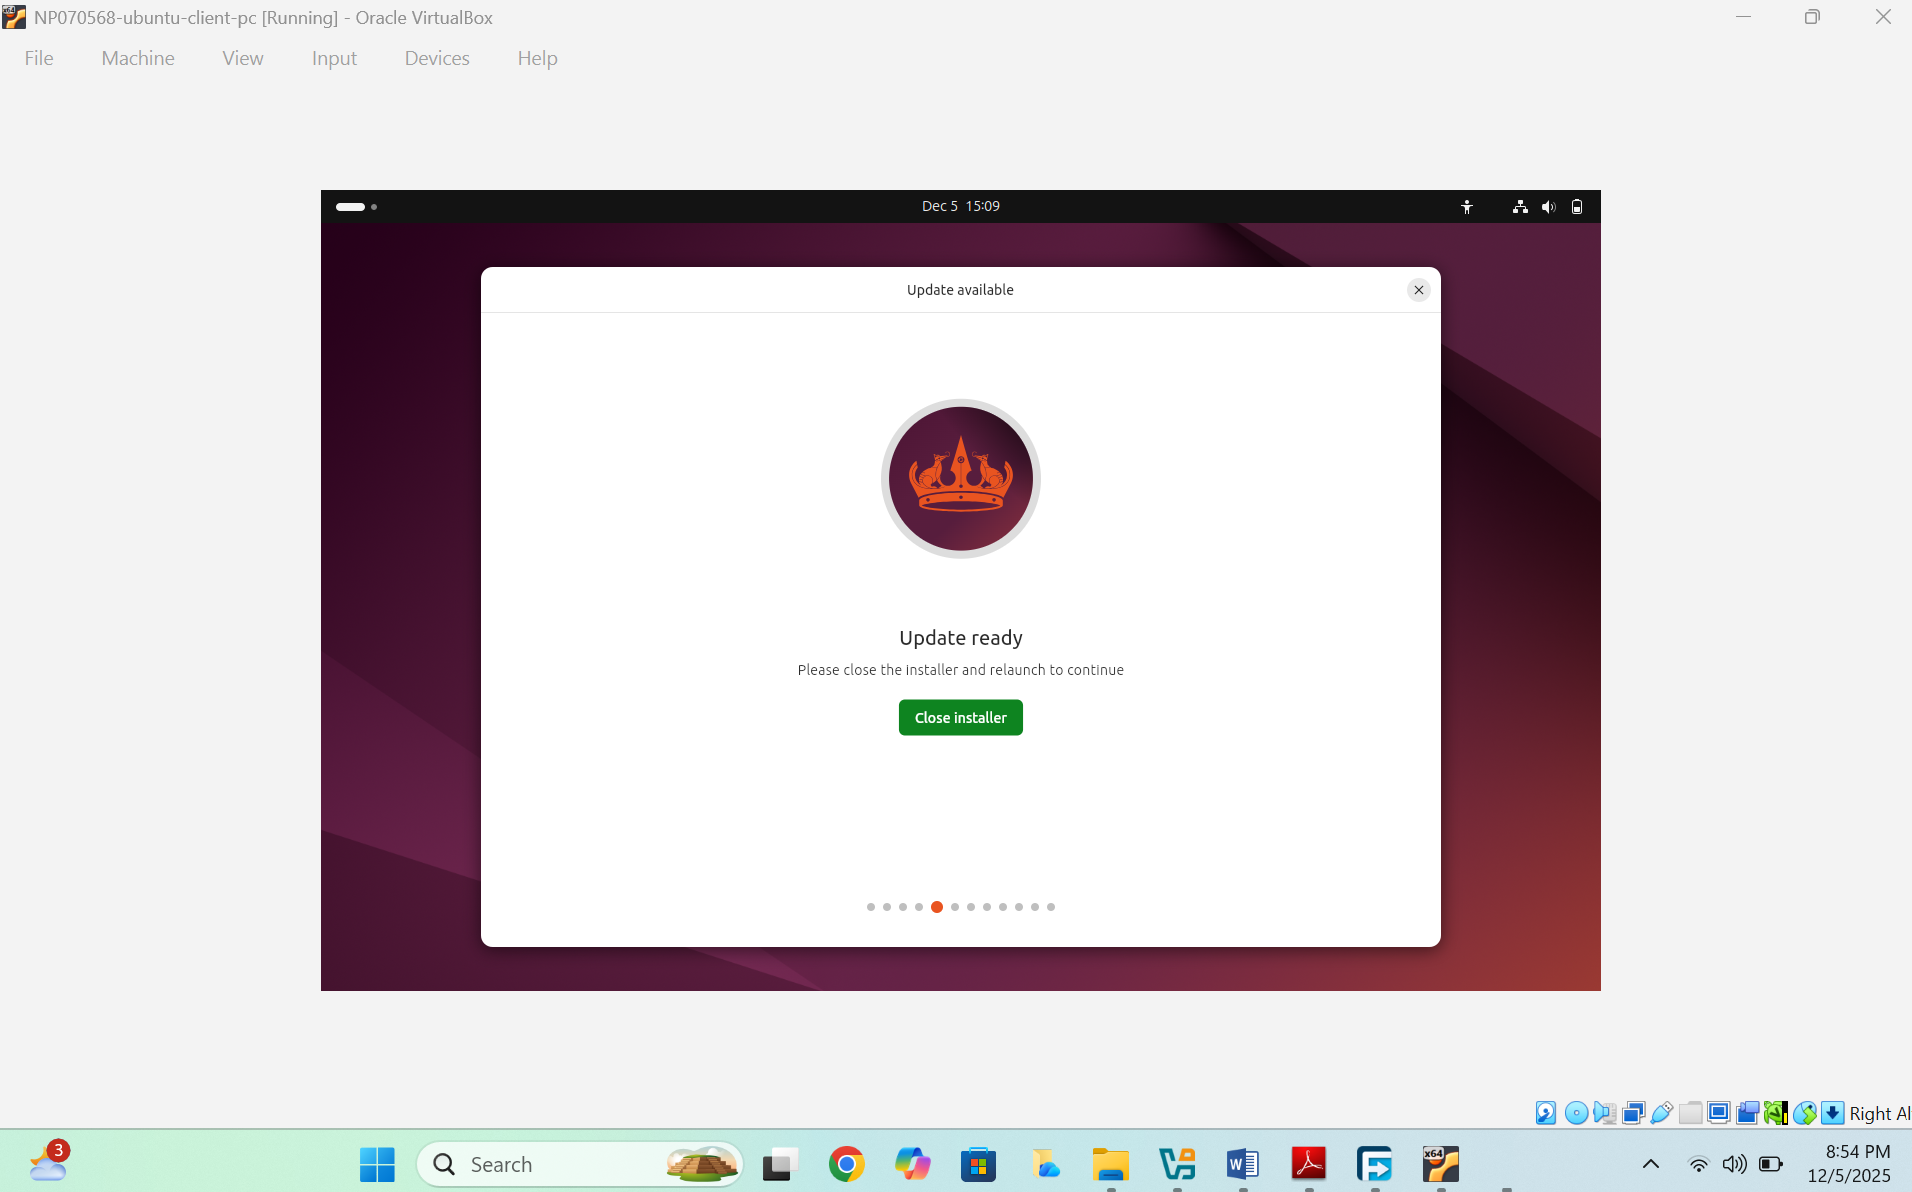 NP070568-ubuntu-client-pc [Running] - Oracle VirtualBox
File Machine View Input Devices Help
Dec 5 15:09
Update available
Update ready
Please close the installer and relaunch to continue
Close installer
Right Al
3
Search
x64
8:54 PM
12/5/2025